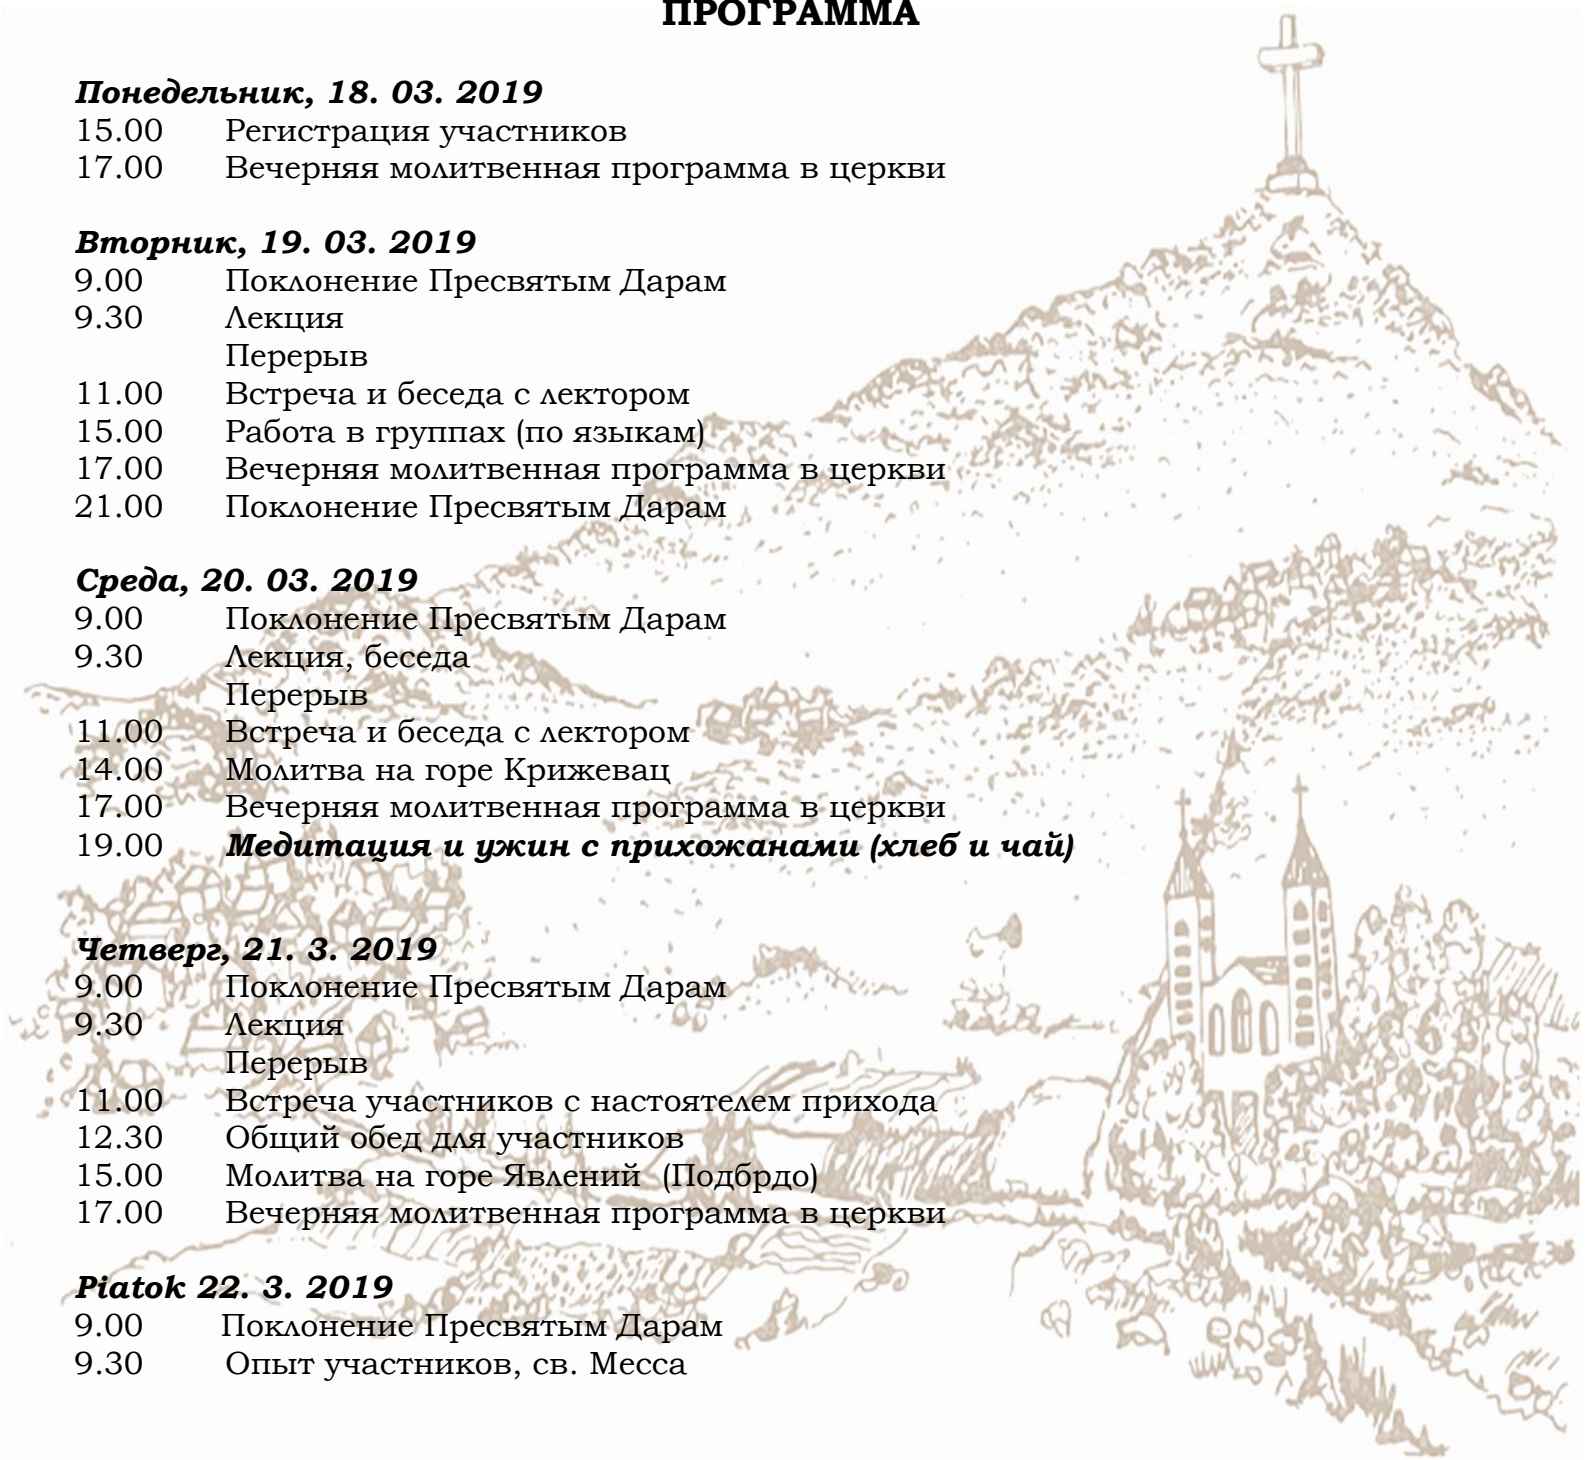 ПРОГРАММА
Понедельник, 18. 03. 2019
15.00 Регистрация участников
17.00 Вечерняя молитвенная программа в церкви
Вторник, 19. 03. 2019
9.00 Поклонение Пресвятым Дарам
9.30 Лекция
Перерыв
11.00 Встреча и беседа с лектором
15.00 Работа в группах (по языкам)
17.00 Вечерняя молитвенная программа в церкви
21.00 Поклонение Пресвятым Дарам
Среда, 20. 03. 2019
9.00 Поклонение Пресвятым Дарам
9.30 Лекция, беседа
Перерыв
11.00 Встреча и беседа с лектором
14.00 Молитва на горе Крижевац
17.00 Вечерняя молитвенная программа в церкви
19.00 Медитация и ужин с прихожанами (хлеб и чай)
Четверг, 21. 3. 2019
9.00 Поклонение Пресвятым Дарам
9.30 Лекция
Перерыв
11.00 Встреча участников с настоятелем прихода
12.30 Общий обед для участников
15.00 Молитва на горе Явлений (Подбрдо)
17.00 Вечерняя молитвенная программа в церкви
Piatok 22. 3. 2019
9.00 Поклонение Пресвятым Дарам
9.30 Опыт участников, св. Месса